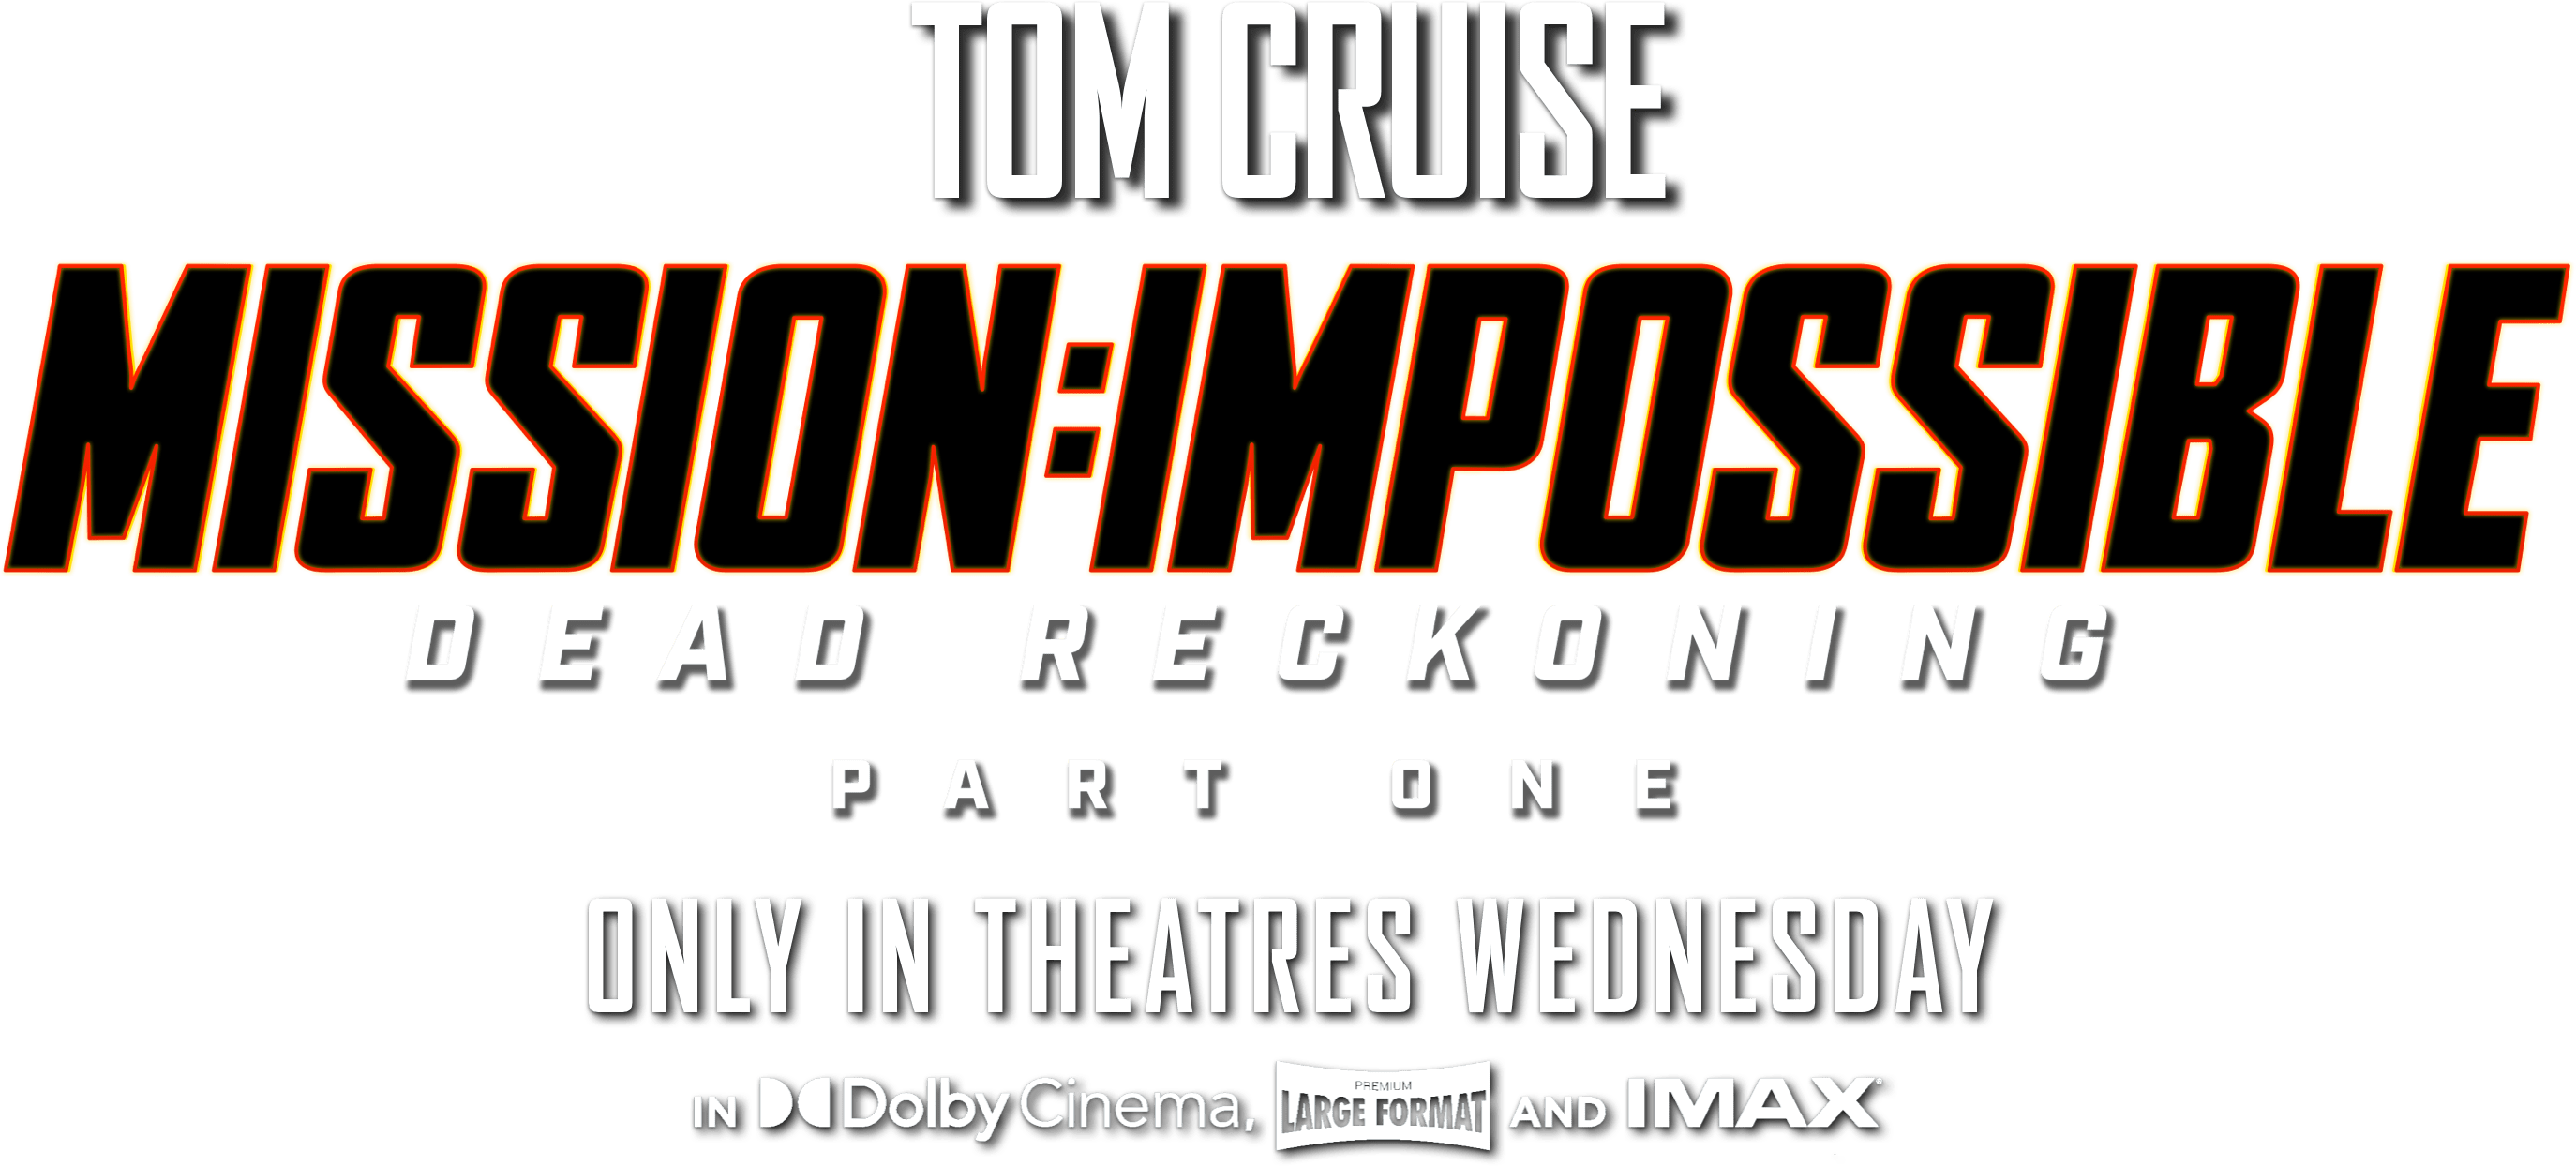 TOM CRUISE
MISSION:IMPOSSIBLE
DEAD RECKONING
PART ONE
ONLY IN THEATRES WEDNESDAY
IN Dolby Cinema, PREMIUM LARGE FORMAT AND IMAX